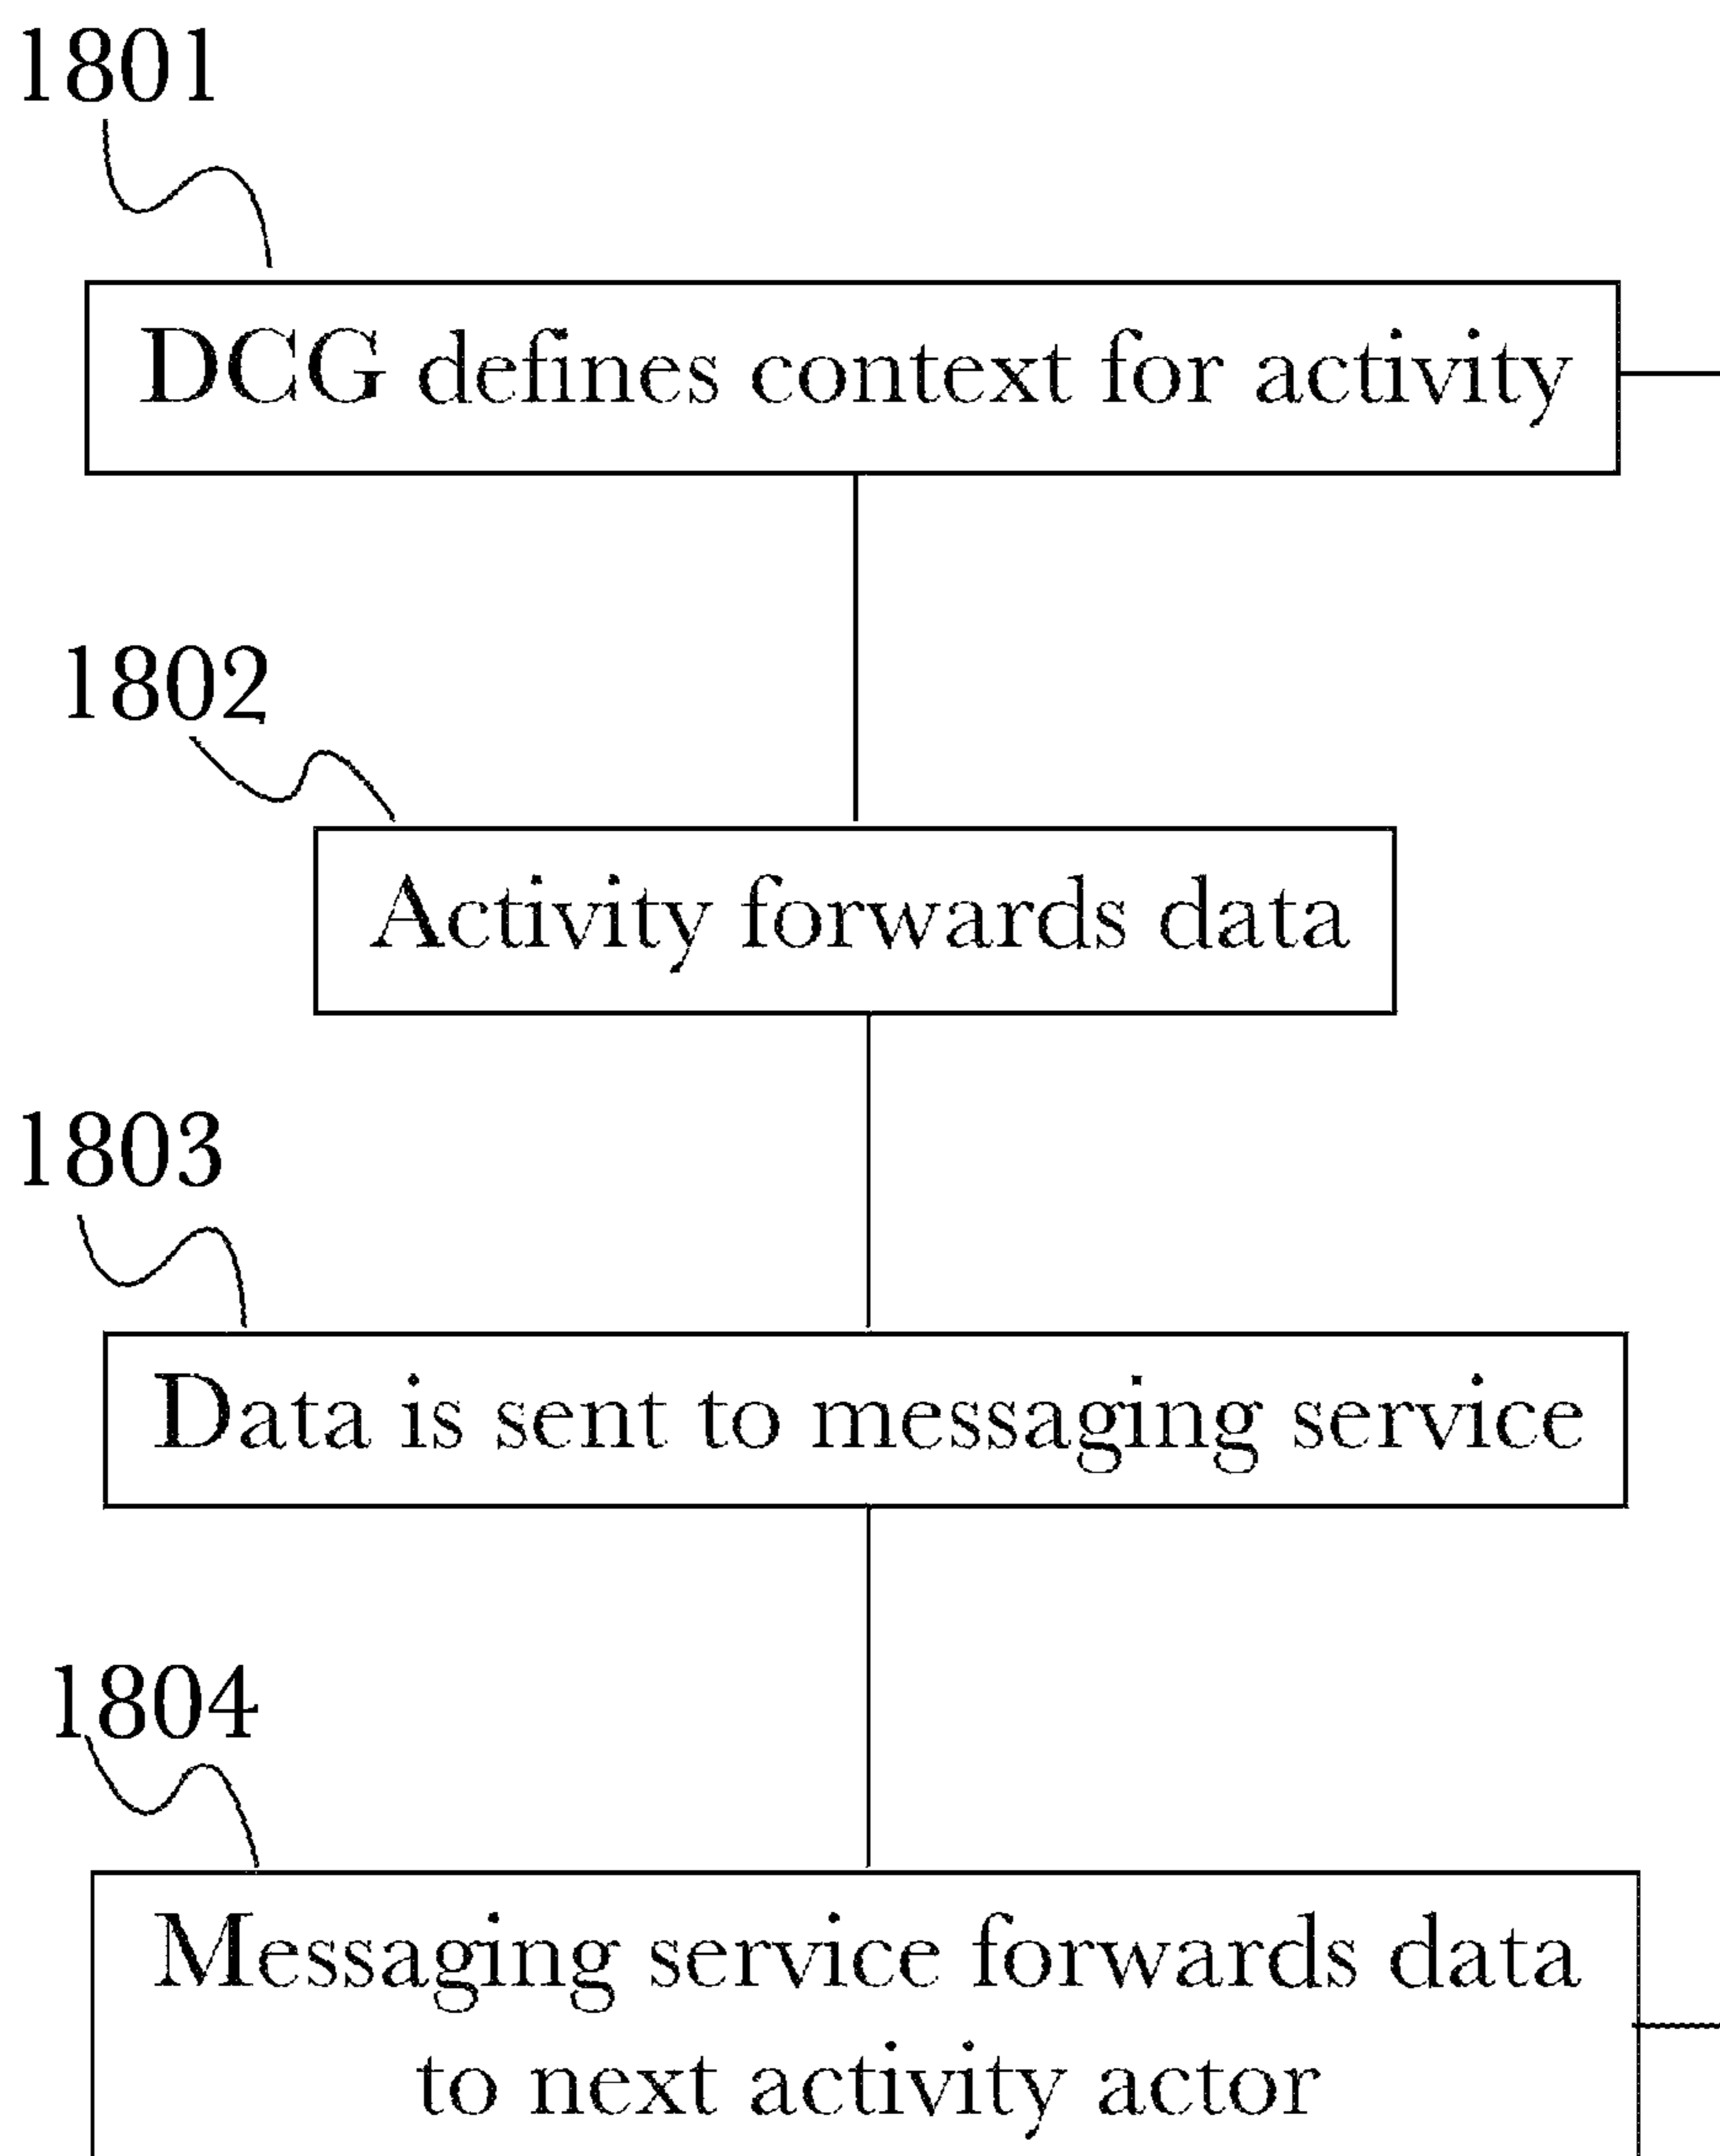 1801
DCG defines context for activity
1802
Activity forwards data
1803
Data is sent to messaging service
1804
Messaging service forwards data
to next activity actor